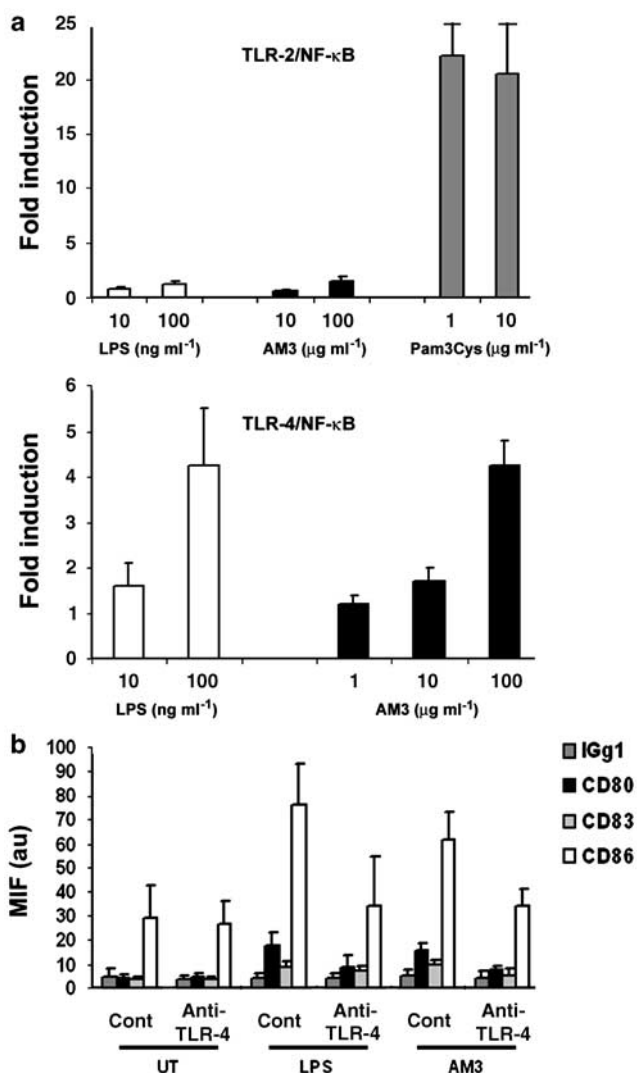 a
TLR-2/NF-κB
Fold induction
25
20
15
10
5
0
10 100 10 100 1 10
LPS (ng ml⁻¹) AM3 (μg ml⁻¹) Pam3Cys (μg ml⁻¹)
TLR-4/NF-κB
Fold induction
6
5
4
3
2
1
0
10 100 1 10 100
LPS (ng ml⁻¹) AM3 (μg ml⁻¹)
b
MIF (au)
100
90
80
70
60
50
40
30
20
10
0
IGg1
CD80
CD83
CD86
Cont Anti-TLR-4 Cont Anti-TLR-4 Cont Anti-TLR-4
UT LPS AM3